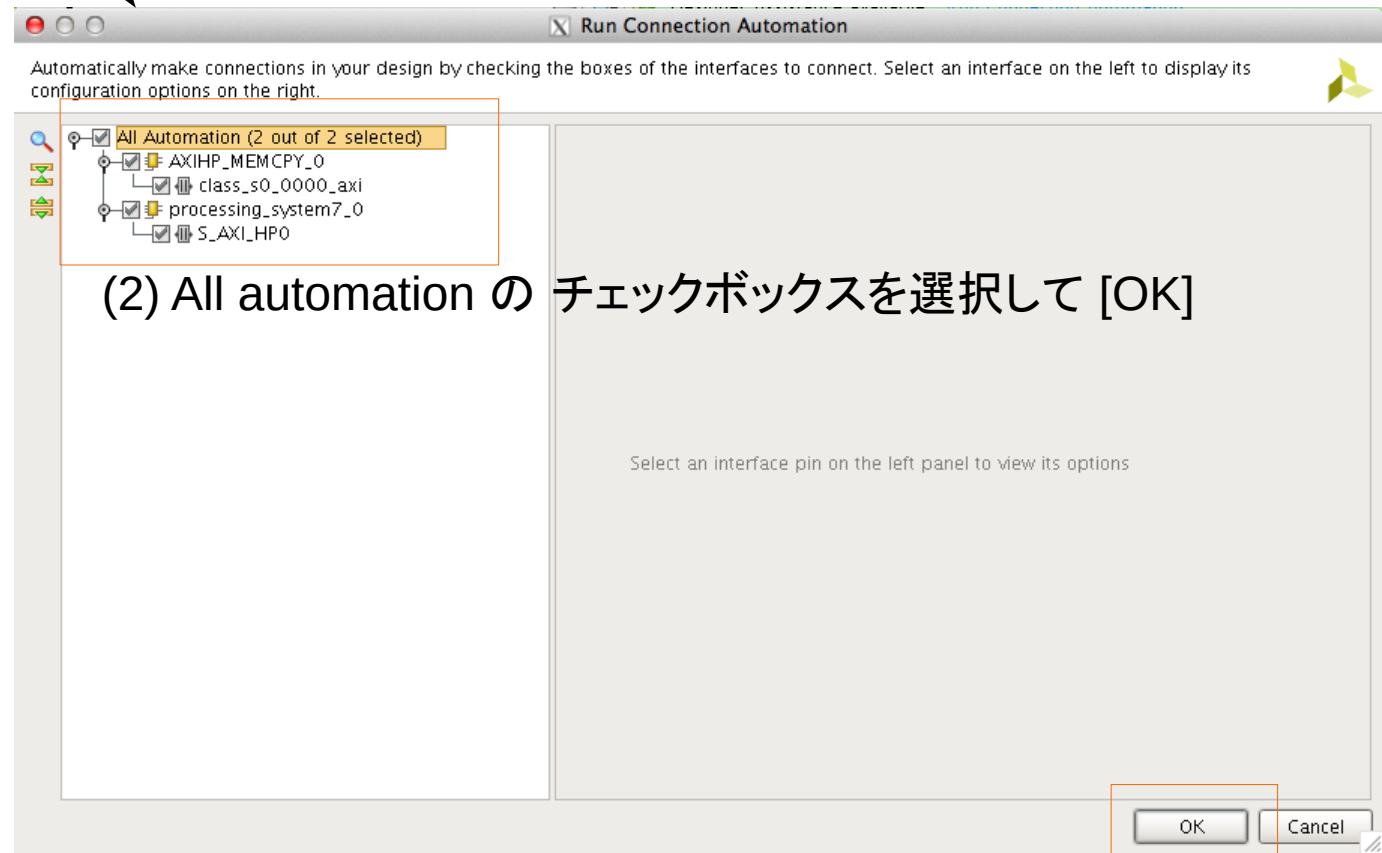 Run Connection Automation
Automatically make connections in your design by checking the boxes of the interfaces to connect. Select an interface on the left to display its
configuration options on the right.
All Automation (2 out of 2 selected)
AXIHP_MEMCPY_0
class_s0_0000_axi
processing_system7_0
S_AXI_HP0
(2) All automation の チェックボックスを選択して [OK]
Select an interface pin on the left panel to view its options
OK
Cancel